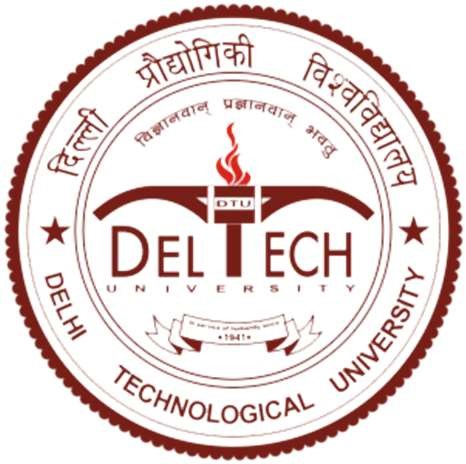 दिल्ली प्रौद्योगिकी विश्वविद्यालय
विज्ञानवान् प्रज्ञानवान् भवतु
DTU
DELTECH
UNIVERSITY
In service of humanity since
•1941•
DELHI TECHNOLOGICAL UNIVERSITY